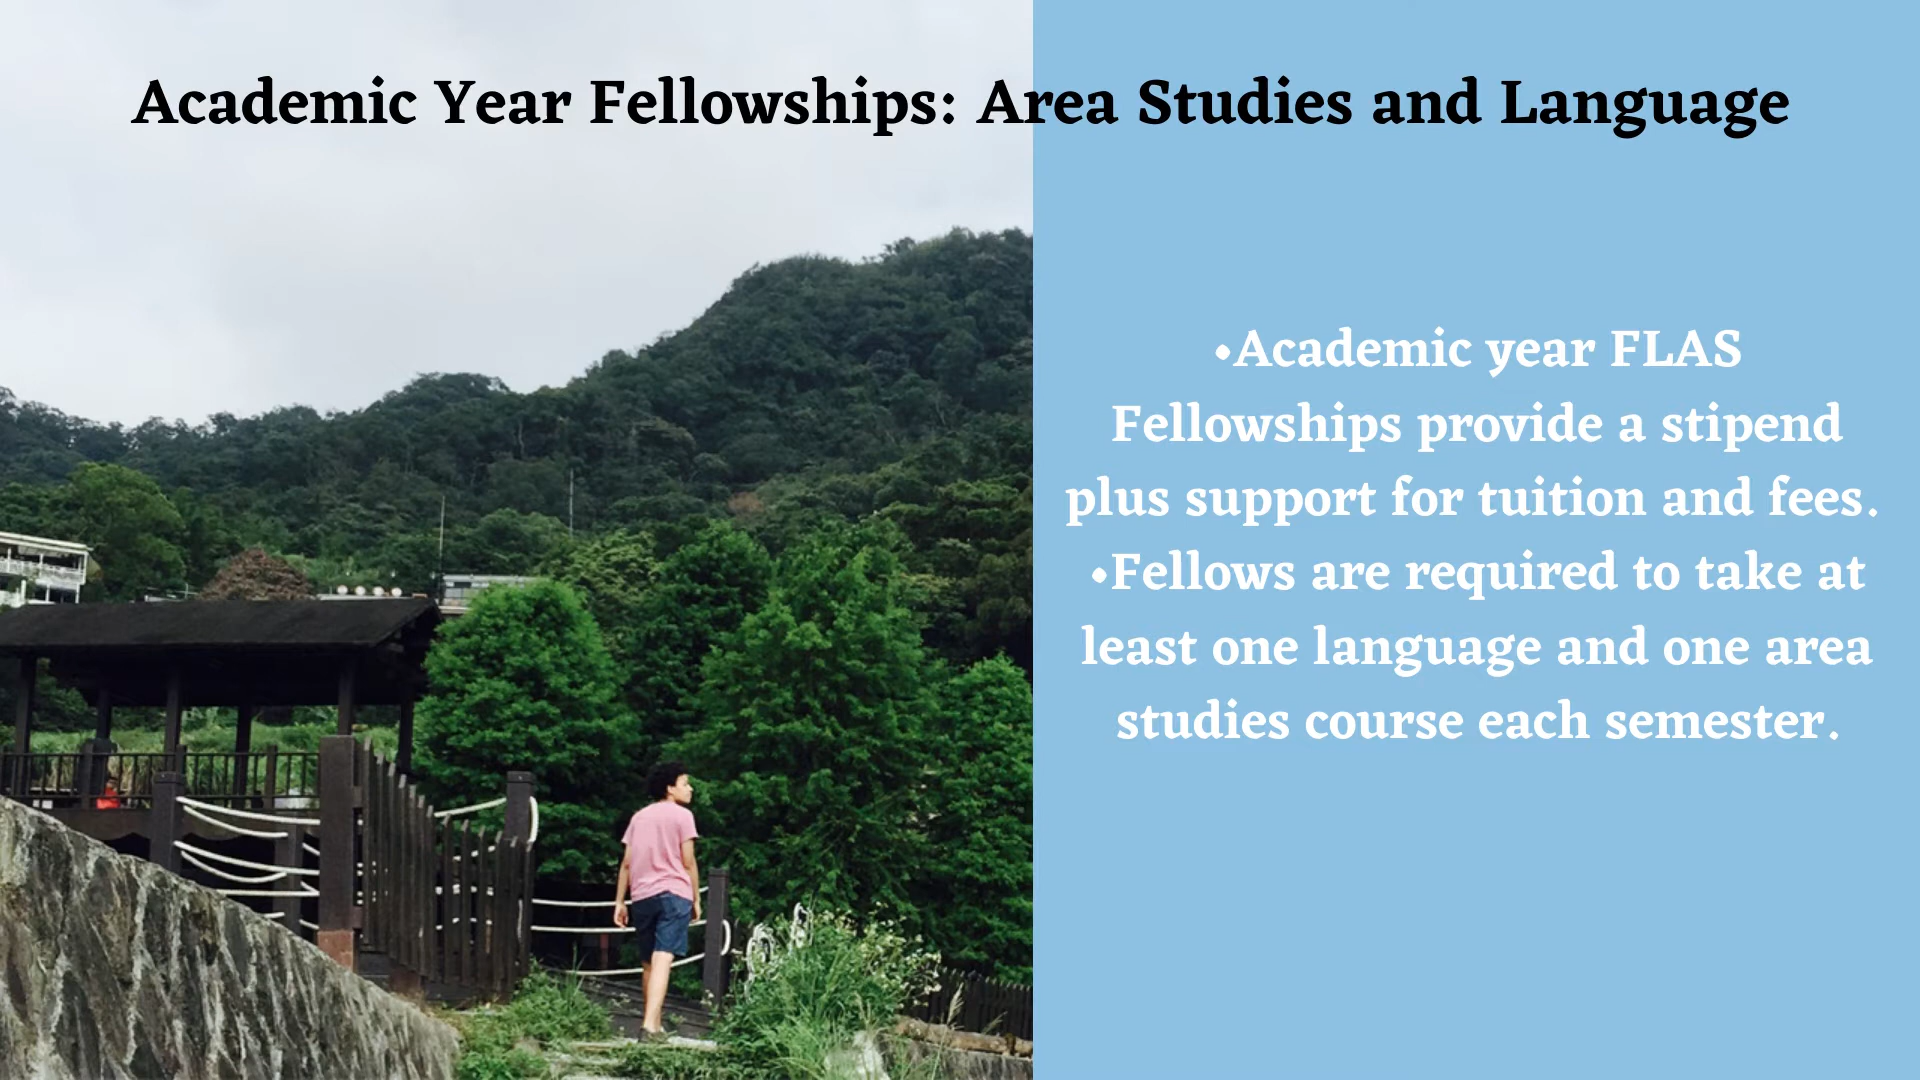 Academic Year Fellowships: Area Studies and Language
•Academic year FLAS
Fellowships provide a stipend
plus support for tuition and fees.
•Fellows are required to take at
least one language and one area
studies course each semester.